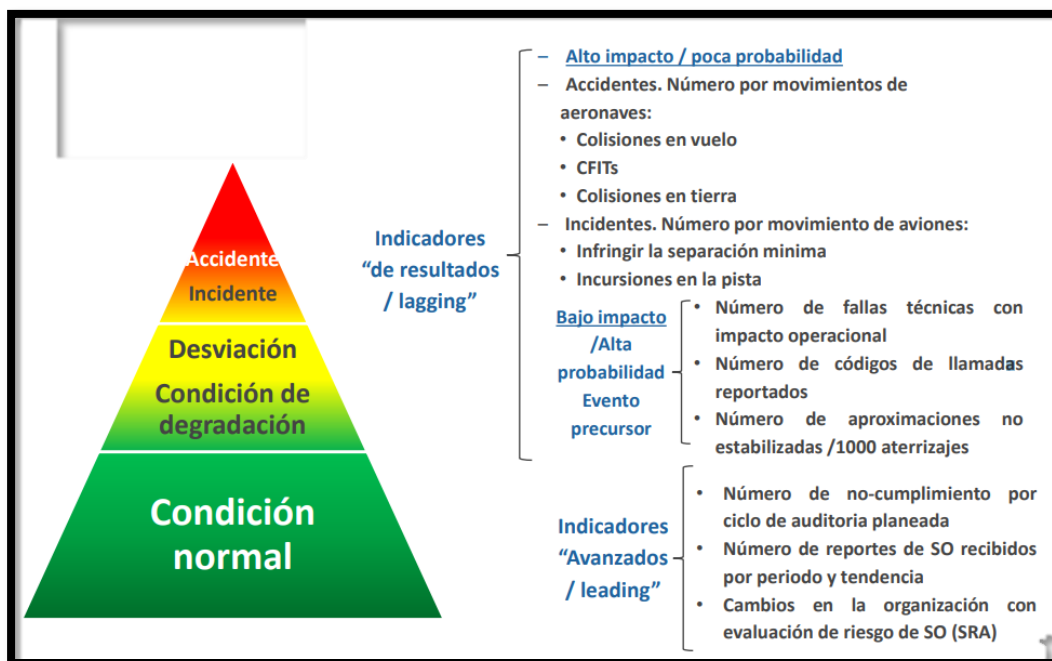 Accidente
Incidente
Desviación
Condición de
degradación
Condición
normal
Indicadores
“de resultados
/ lagging”
– Alto impacto / poca probabilidad
– Accidentes. Número por movimientos de
aeronaves:
• Colisiones en vuelo
• CFITs
• Colisiones en tierra
– Incidentes. Número por movimiento de aviones:
• Infringir la separación minima
• Incursiones en la pista
Bajo impacto
/Alta
probabilidad
Evento
precursor
• Número de fallas técnicas con
impacto operacional
• Número de códigos de llamadas
reportados
• Número de aproximaciones no
estabilizadas /1000 aterrizajes
Indicadores
“Avanzados
/ leading”
• Número de no-cumplimiento por
ciclo de auditoria planeada
• Número de reportes de SO recibidos
por periodo y tendencia
• Cambios en la organización con
evaluación de riesgo de SO (SRA)